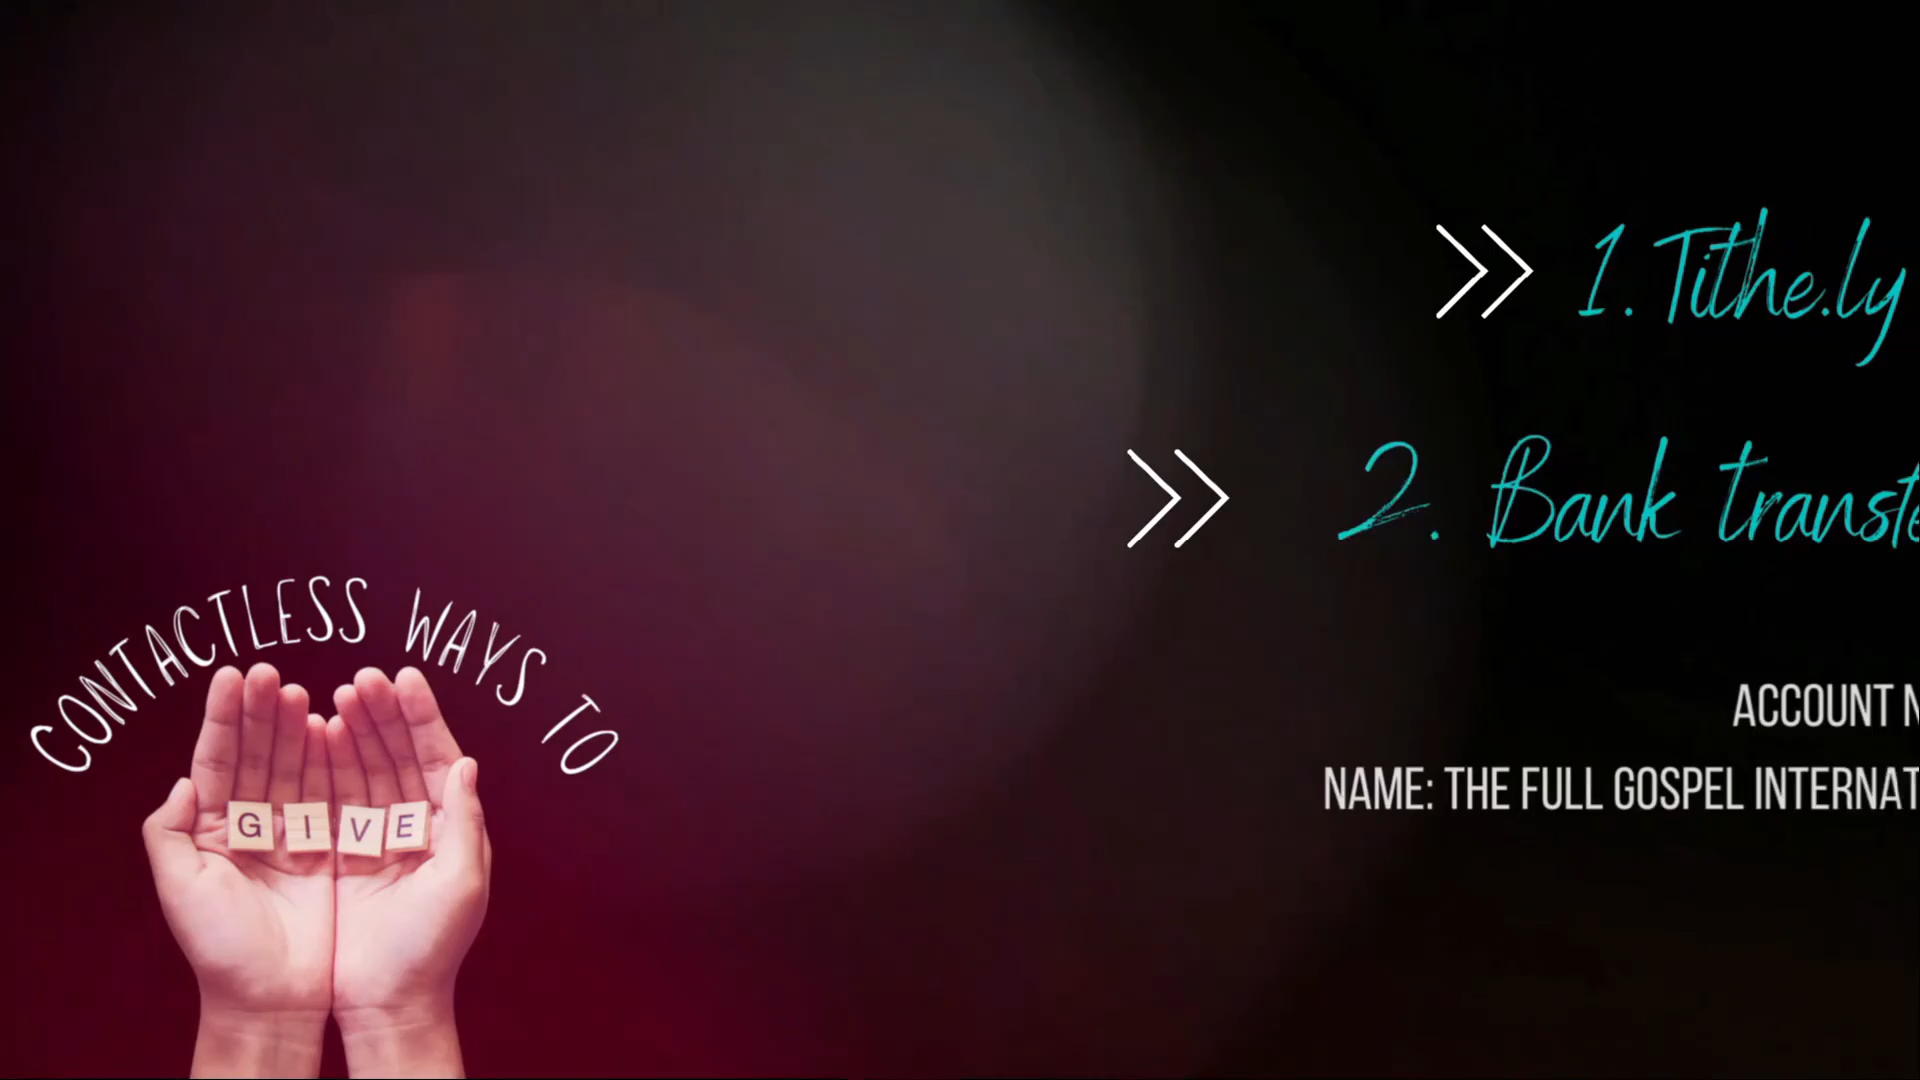 CONTACTLESS WAYS TO
GIVE
1. Tithe.ly
2. Bank
ACCOUNT
NAME: THE FULL GOSPEL